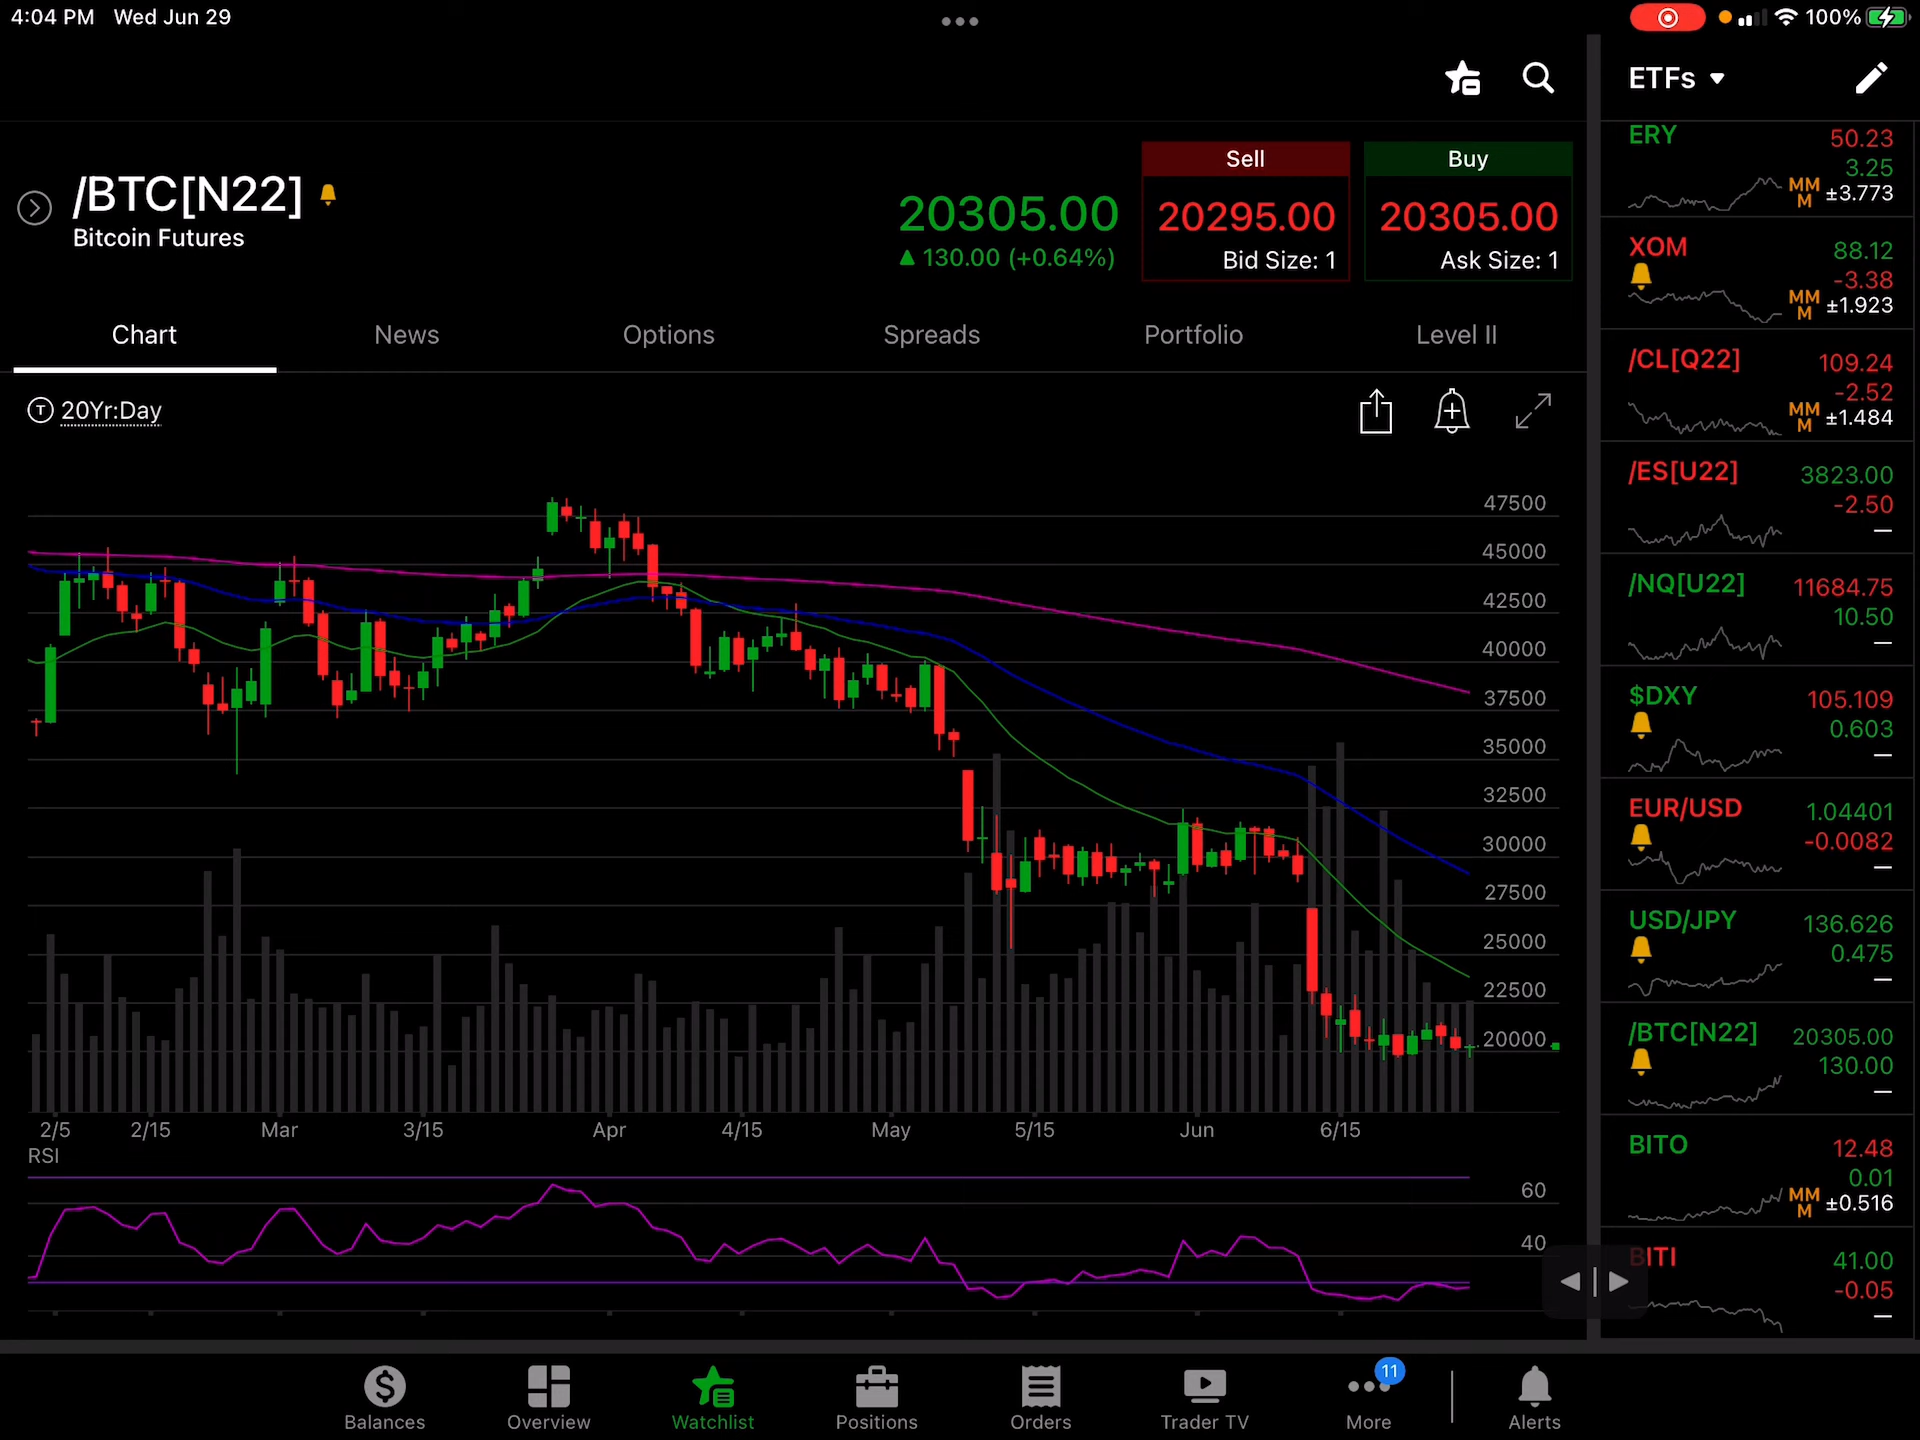 4:04 PM Wed Jun 29
100%
ETFs
/BTC[N22]
Bitcoin Futures
20305.00
130.00 (+0.64%)
Sell
20295.00
Bid Size: 1
Buy
20305.00
Ask Size: 1
Chart
News
Options
Spreads
Portfolio
Level II
T 20Yr:Day
47500
45000
42500
40000
37500
35000
32500
30000
27500
25000
22500
20000
2/5
2/15
Mar
3/15
Apr
4/15
May
5/15
Jun
6/15
RSI
60
40
ERY
50.23
3.25
MMM
±3.773
XOM
88.12
-3.38
MMM
±1.923
/CL[Q22]
109.24
-2.52
MMM
±1.484
/ES[U22]
3823.00
-2.50
—
/NQ[U22]
11684.75
10.50
—
$DXY
105.109
0.603
—
EUR/USD
1.04401
-0.0082
—
USD/JPY
136.626
0.475
—
/BTC[N22]
20305.00
130.00
—
BITO
12.48
0.01
MMM
±0.516
BITI
41.00
-0.05
—
Balances
Overview
Watchlist
Positions
Orders
Trader TV
11
More
Alerts